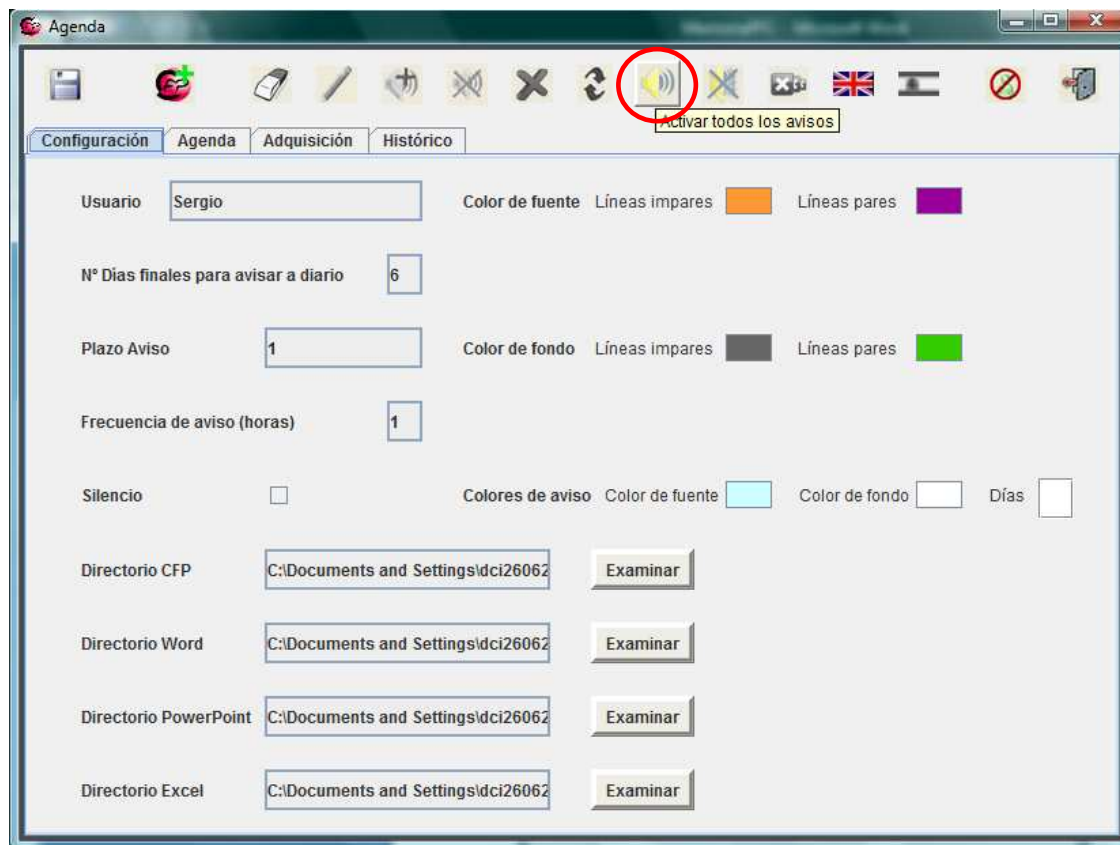 Agenda
Activar todos los avisos
Configuración Agenda Adquisición Histórico
Usuario Sergio Color de fuente Líneas impares Líneas pares
Nº Dìas finales para avisar a diario 6
Plazo Aviso 1 Color de fondo Líneas impares Líneas pares
Frecuencia de aviso (horas) 1
Silencio Colores de aviso Color de fuente Color de fondo Días
Directorio CFP C:\Documents and Settings\dci26062 Examinar
Directorio Word C:\Documents and Settings\dci26062 Examinar
Directorio PowerPoint C:\Documents and Settings\dci26062 Examinar
Directorio Excel C:\Documents and Settings\dci26062 Examinar